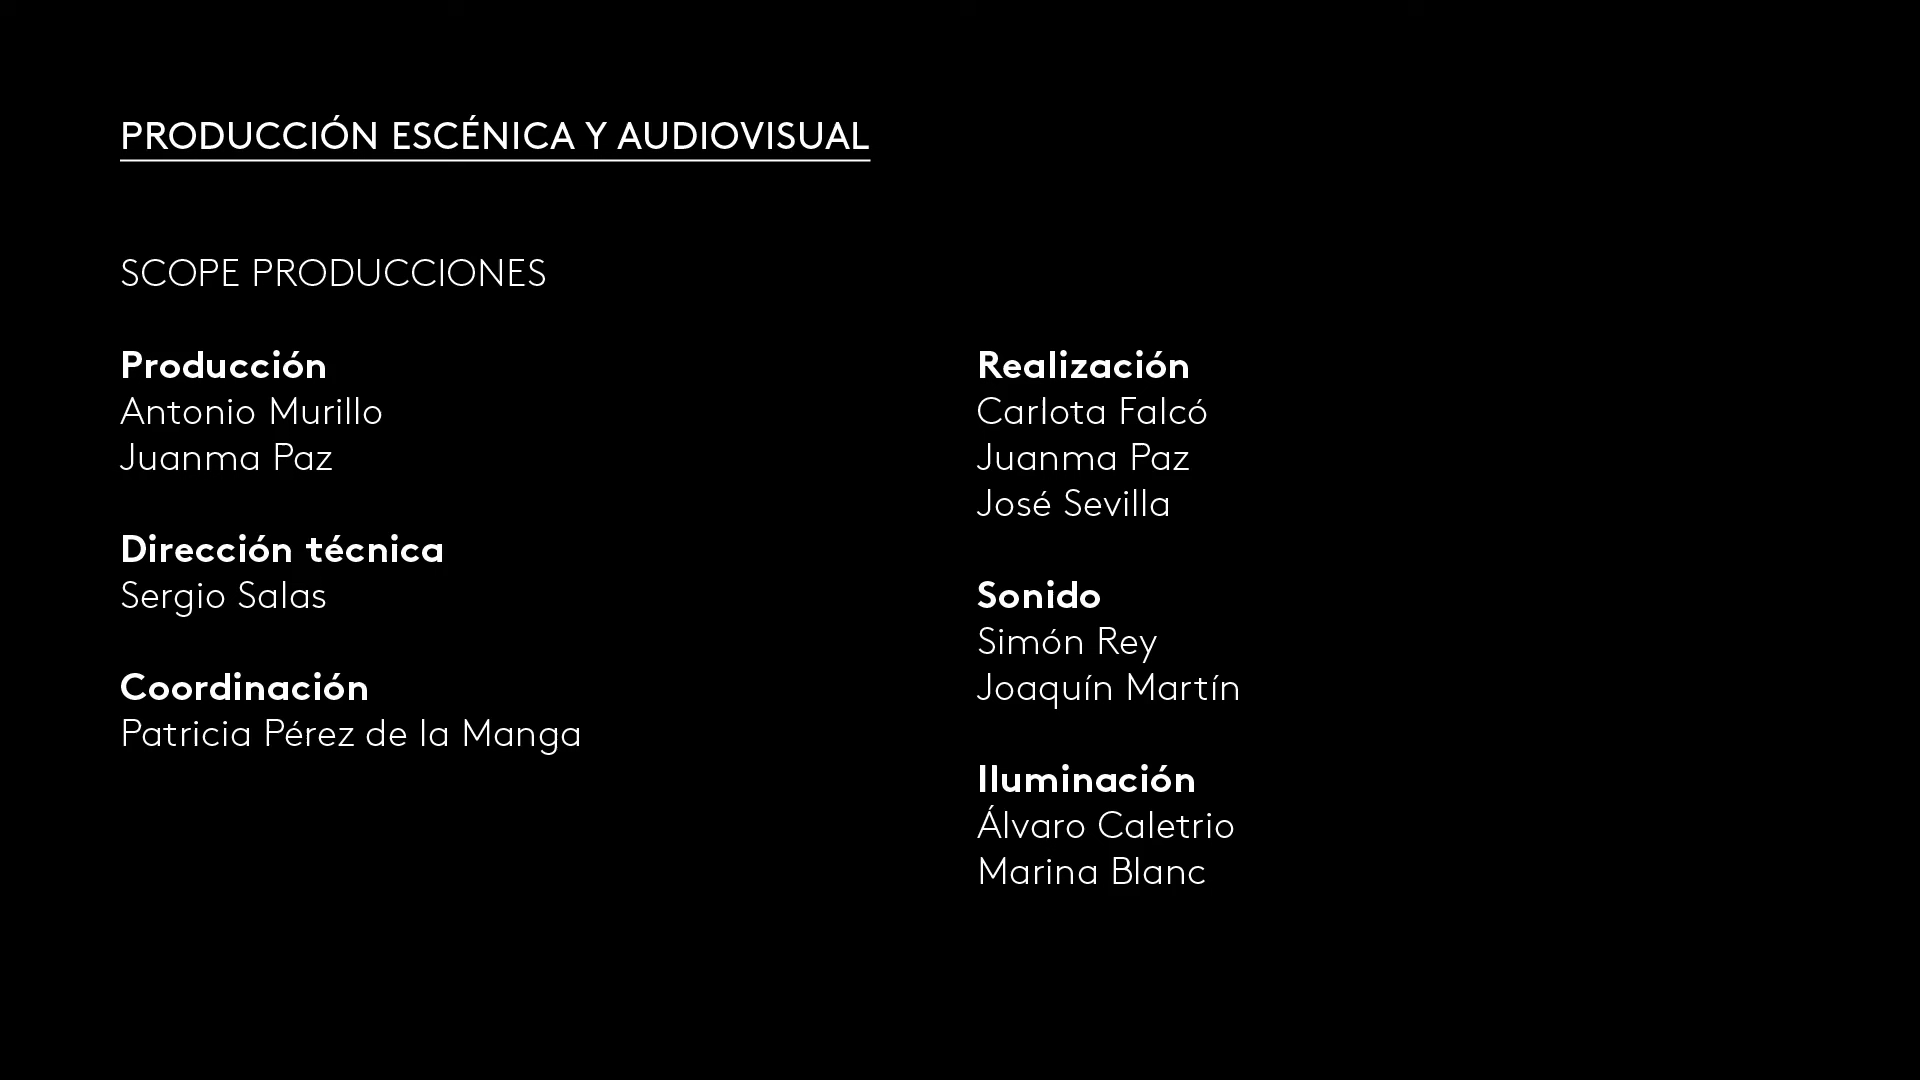 PRODUCCIÓN ESCÉNICA Y AUDIOVISUAL
SCOPE PRODUCCIONES
Producción
Antonio Murillo
Juanma Paz
Dirección técnica
Sergio Salas
Coordinación
Patricia Pérez de la Manga
Realización
Carlota Falcó
Juanma Paz
José Sevilla
Sonido
Simón Rey
Joaquín Martín
Iluminación
Álvaro Caletrio
Marina Blanc